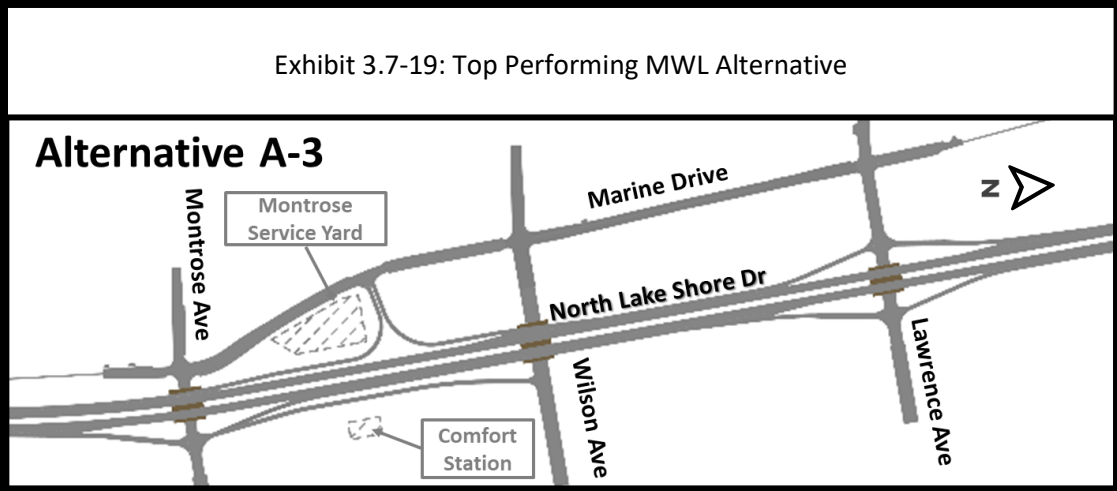 Exhibit 3.7-19: Top Performing MWL Alternative
Alternative A-3
Montrose Ave
Montrose
Service Yard
Marine Drive
N
North Lake Shore Dr
Wilson Ave
Lawrence Ave
Comfort
Station